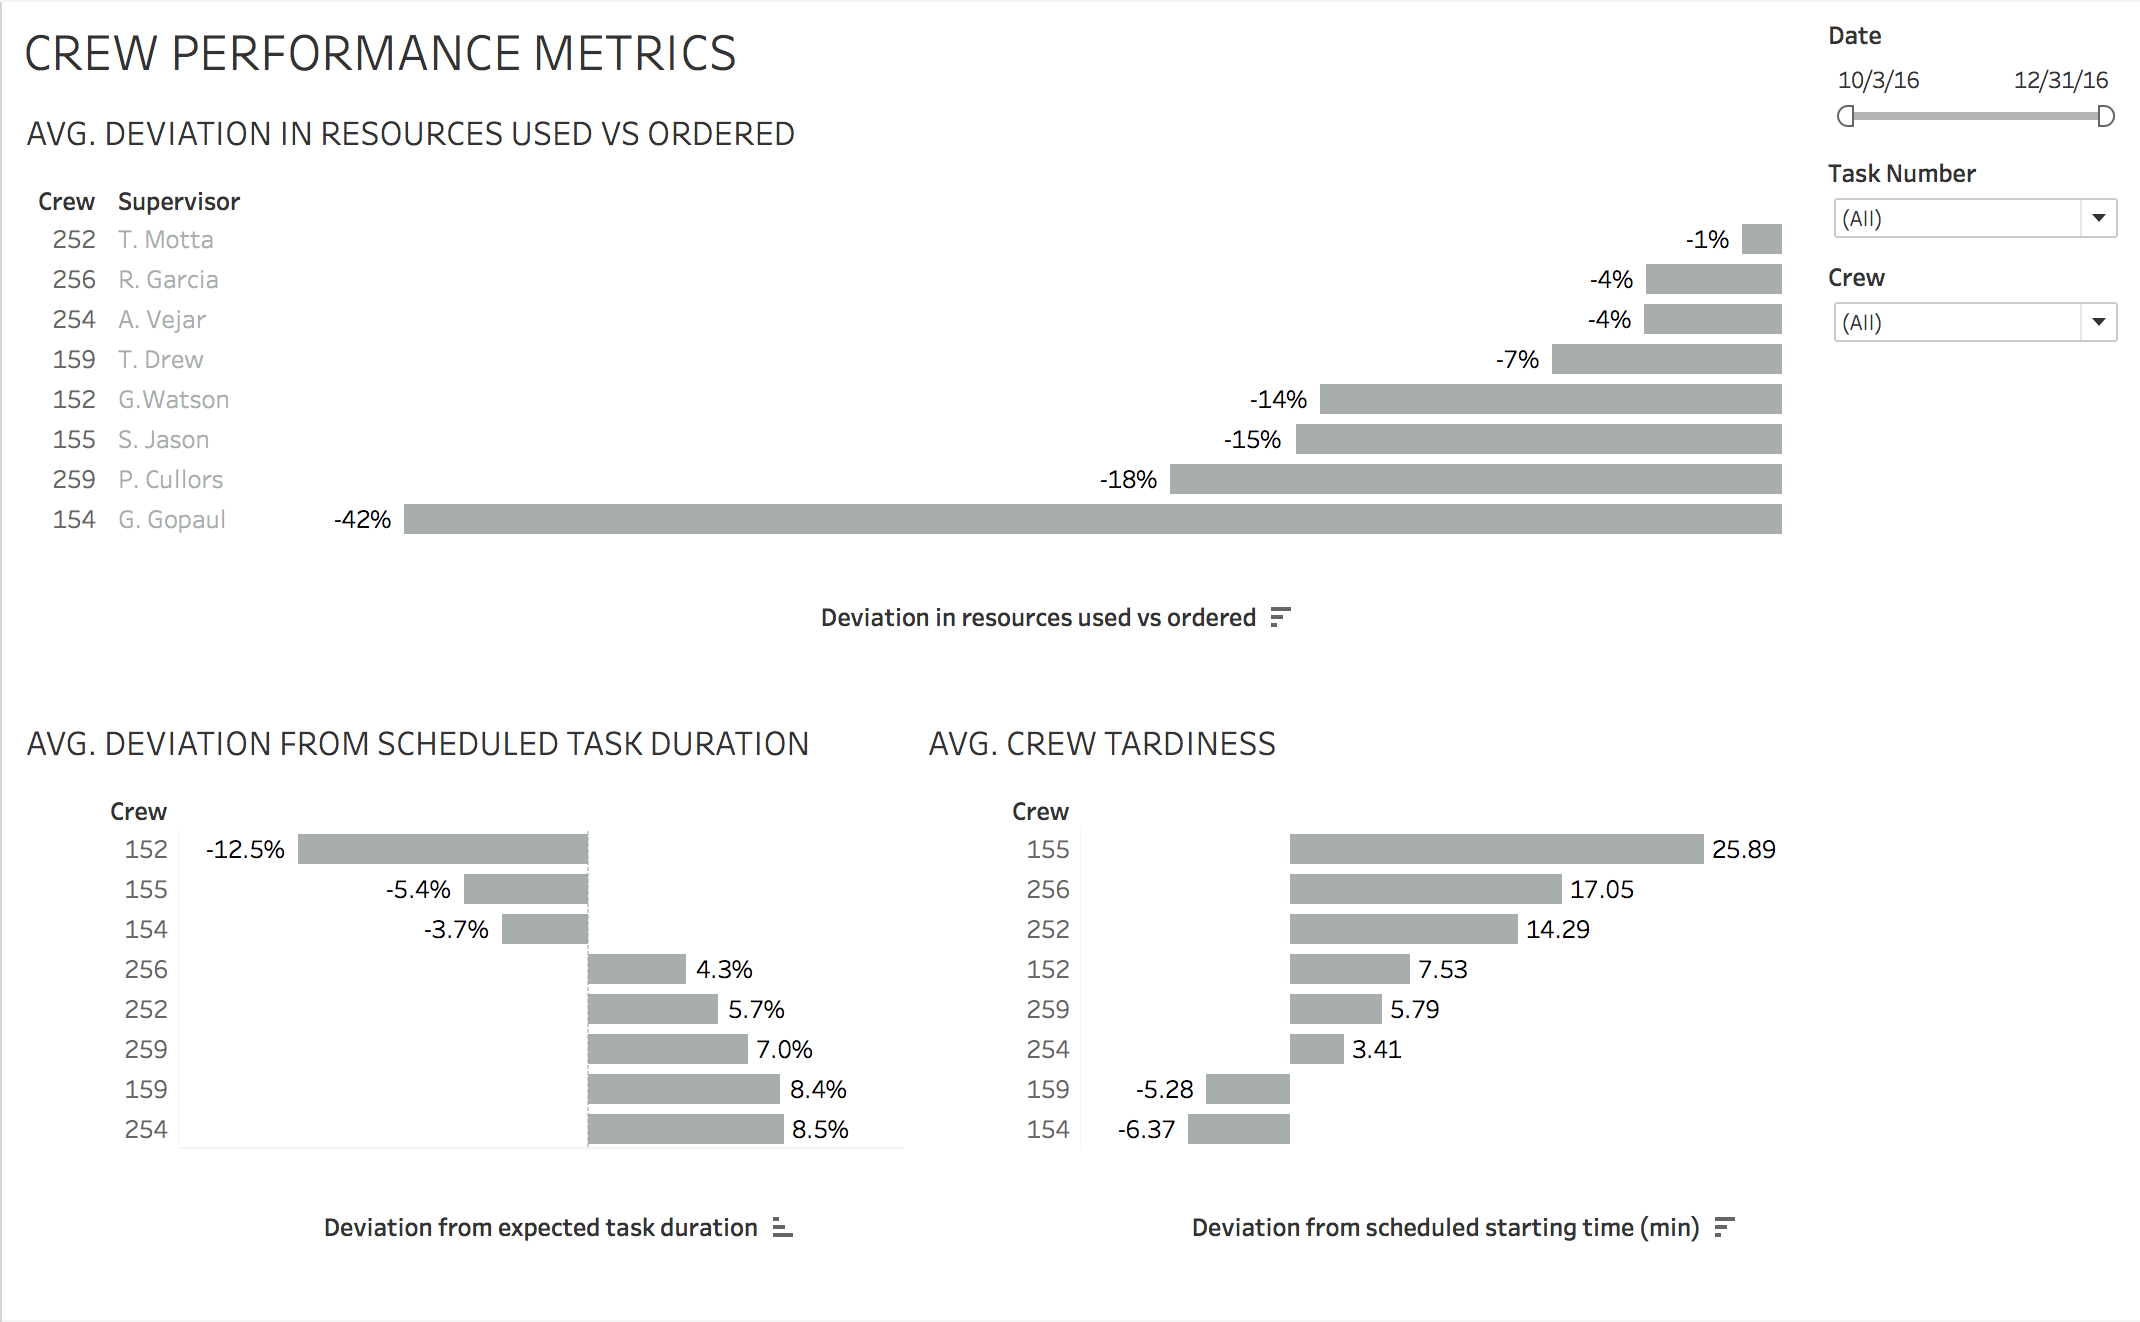 CREW PERFORMANCE METRICS
AVG. DEVIATION IN RESOURCES USED VS ORDERED
Crew Supervisor
252 T. Motta -1%
256 R. Garcia -4%
254 A. Vejar -4%
159 T. Drew -7%
152 G.Watson -14%
155 S. Jason -15%
259 P. Cullors -18%
154 G. Gopaul -42%
Deviation in resources used vs ordered
Date
10/3/16 12/31/16
Task Number
(All)
Crew
(All)
AVG. DEVIATION FROM SCHEDULED TASK DURATION
Crew
152 -12.5%
155 -5.4%
154 -3.7%
256 4.3%
252 5.7%
259 7.0%
159 8.4%
254 8.5%
Deviation from expected task duration
AVG. CREW TARDINESS
Crew
155 25.89
256 17.05
252 14.29
152 7.53
259 5.79
254 3.41
159 -5.28
154 -6.37
Deviation from scheduled starting time (min)